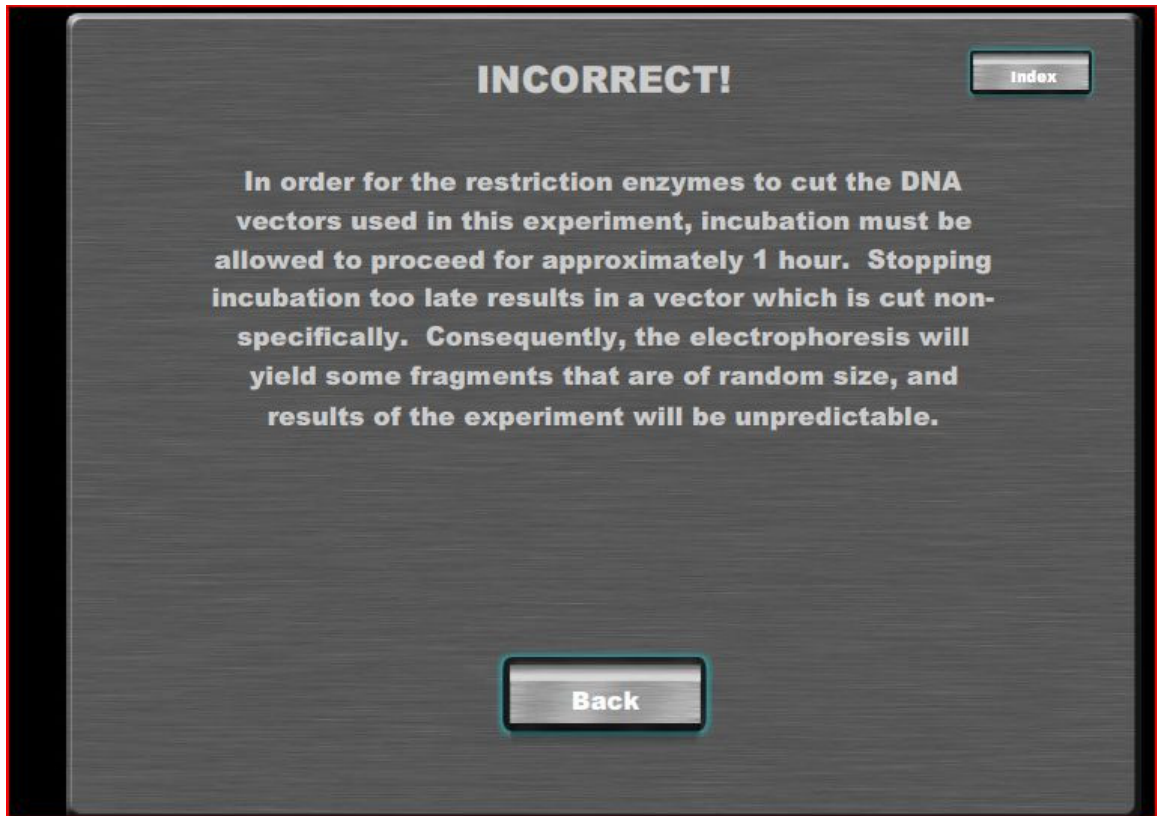 INCORRECT!
Index
In order for the restriction enzymes to cut the DNA
vectors used in this experiment, incubation must be
allowed to proceed for approximately 1 hour.  Stopping
incubation too late results in a vector which is cut non-
specifically.  Consequently, the electrophoresis will
yield some fragments that are of random size, and
results of the experiment will be unpredictable.
Back